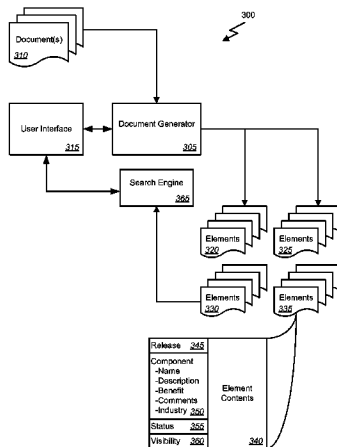 Document(s)
310
300
User Interface
315
Document Generator
305
Search Engine
365
Elements
320
Elements
325
Elements
330
Elements
335
Release 345
Component
-Name
-Description
-Benefit
-Comments
-Industry 350
Status 355
Visibility 360
Element
Contents
340